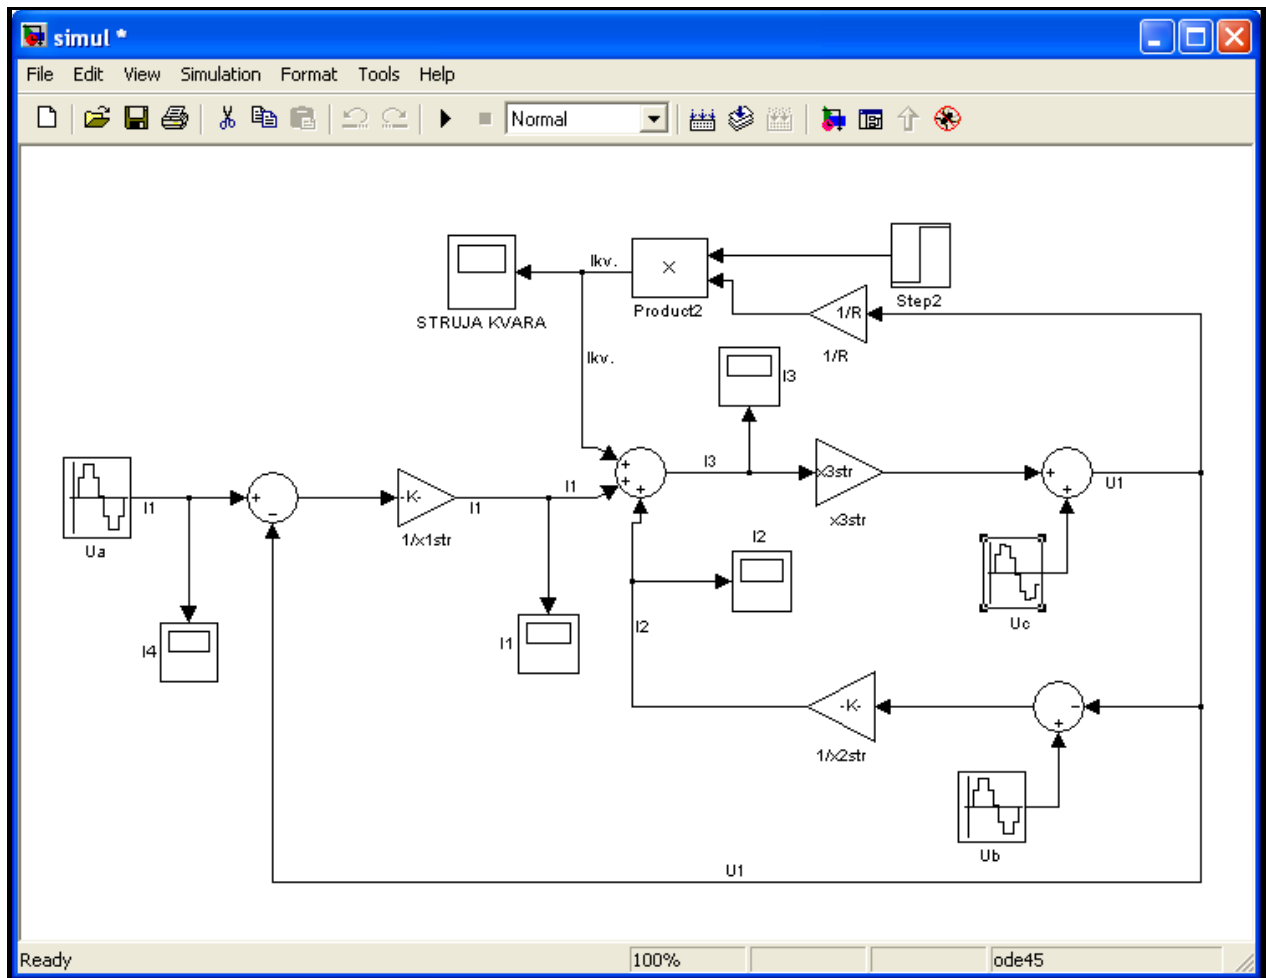 simul *
File Edit View Simulation Format Tools Help
Normal
Ikv.
×
Product2
Step2
STRUJA KVARA
1/R
1/R
Ikv.
I3
I3
x3str
x3str
+
+
+
+
+
U1
Ua
I1
+
−
-K-
1/x1str
I1
I1
I2
I2
Uc
I4
I1
-K-
1/x2str
−
+
Ub
U1
Ready
100%
ode45